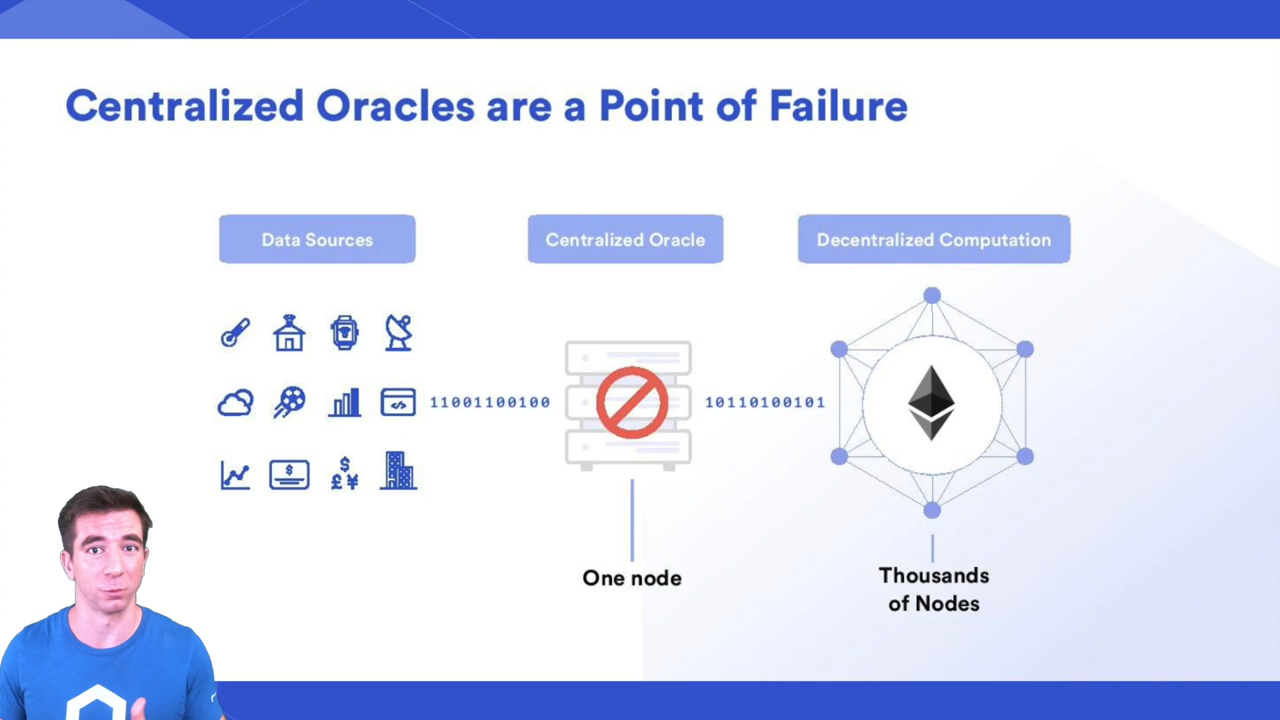 Centralized Oracles are a Point of Failure
Data Sources
Centralized Oracle
Decentralized Computation
11001100100
10110100101
$
$
£ ¥
One node
Thousands
of Nodes